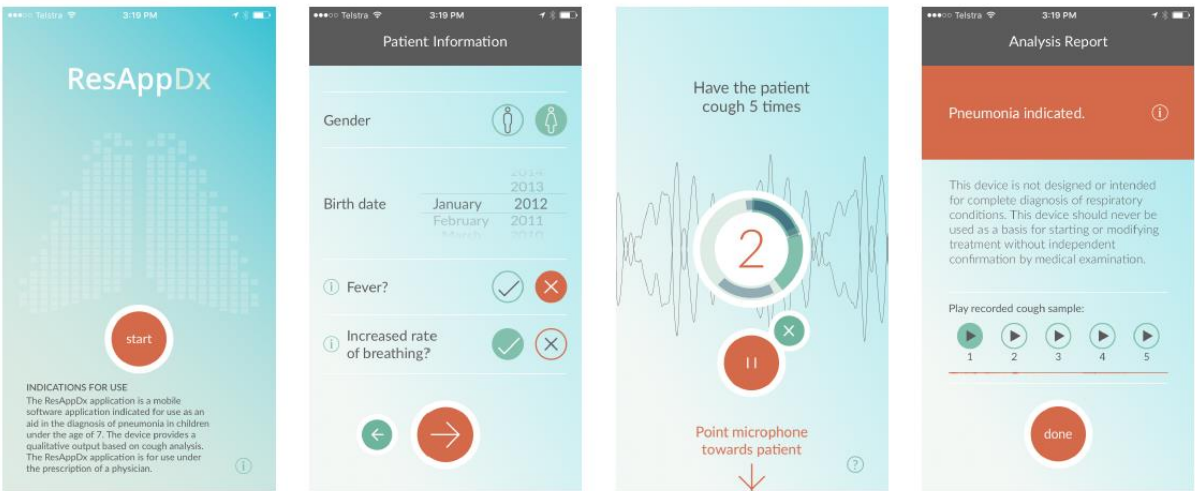 Telstra 3:19 PM
ResAppDx
start
INDICATIONS FOR USE
The ResAppDx application is a mobile
software application indicated for use as an
aid in the diagnosis of pneumonia in children
under the age of 7. The device provides a
qualitative output based on cough analysis.
The ResAppDx application is for use under
the prescription of a physician.
Telstra 3:19 PM
Patient Information
Gender
2014
2013
Birth date January 2012
February 2011
March 2010
Fever?
Increased rate
of breathing?
Have the patient
cough 5 times
2
Point microphone
towards patient
?
Telstra 3:19 PM
Analysis Report
Pneumonia indicated.
This device is not designed or intended
for complete diagnosis of respiratory
conditions. This device should never be
used as a basis for starting or modifying
treatment without independent
confirmation by medical examination.
Play recorded cough sample:
1 2 3 4 5
done